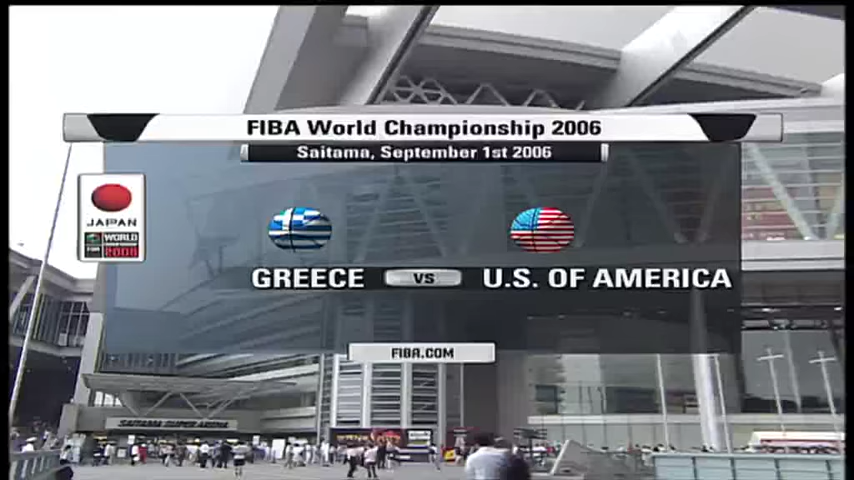 FIBA World Championship 2006
Saitama, September 1st 2006
JAPAN
WORLD
2006
GREECE vs U.S. OF AMERICA
FIBA.COM
SAITAMA SUPER ARENA